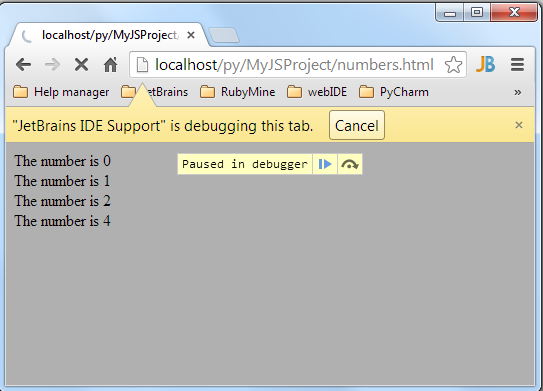 localhost/py/MyJSProject/
localhost/py/MyJSProject/numbers.html
JB
Help manager JetBrains RubyMine webIDE PyCharm »
"JetBrains IDE Support" is debugging this tab. Cancel
Paused in debugger
The number is 0
The number is 1
The number is 2
The number is 4